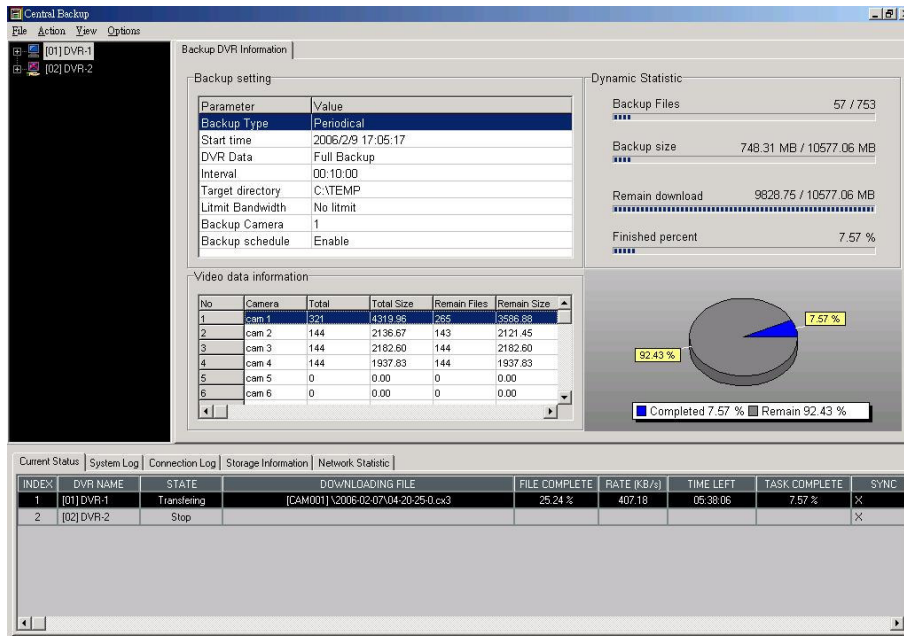 Central Backup
File Action View Options
[01] DVR-1
[02] DVR-2
Backup DVR Information
Backup setting
Parameter Value
Backup Type Periodical
Start time 2006/2/9 17:05:17
DVR Data Full Backup
Interval 00:10:00
Target directory C:\TEMP
Litmit Bandwidth No litmit
Backup Camera 1
Backup schedule Enable
Dynamic Statistic
Backup Files 57 / 753
Backup size 748.31 MB / 10577.06 MB
Remain download 9828.75 / 10577.06 MB
Finished percent 7.57 %
Video data information
No Camera Total Total Size Remain Files Remain Size
1 cam 1 321 4319.96 265 3586.88
2 cam 2 144 2136.67 143 2121.45
3 cam 3 144 2182.60 144 2182.60
4 cam 4 144 1937.83 144 1937.83
5 cam 5 0 0.00 0 0.00
6 cam 6 0 0.00 0 0.00
7.57 %
92.43 %
Completed 7.57 % Remain 92.43 %
Current Status System Log Connection Log Storage Information Network Statistic
INDEX DVR NAME STATE DOWNLOADING FILE FILE COMPLETE RATE (KB/s) TIME LEFT TASK COMPLETE SYNC
1 [01] DVR-1 Transfering [CAM001] \2006-02-07\04-20-25-0.cx3 25.24 % 407.18 05:38:06 7.57 % X
2 [02] DVR-2 Stop X